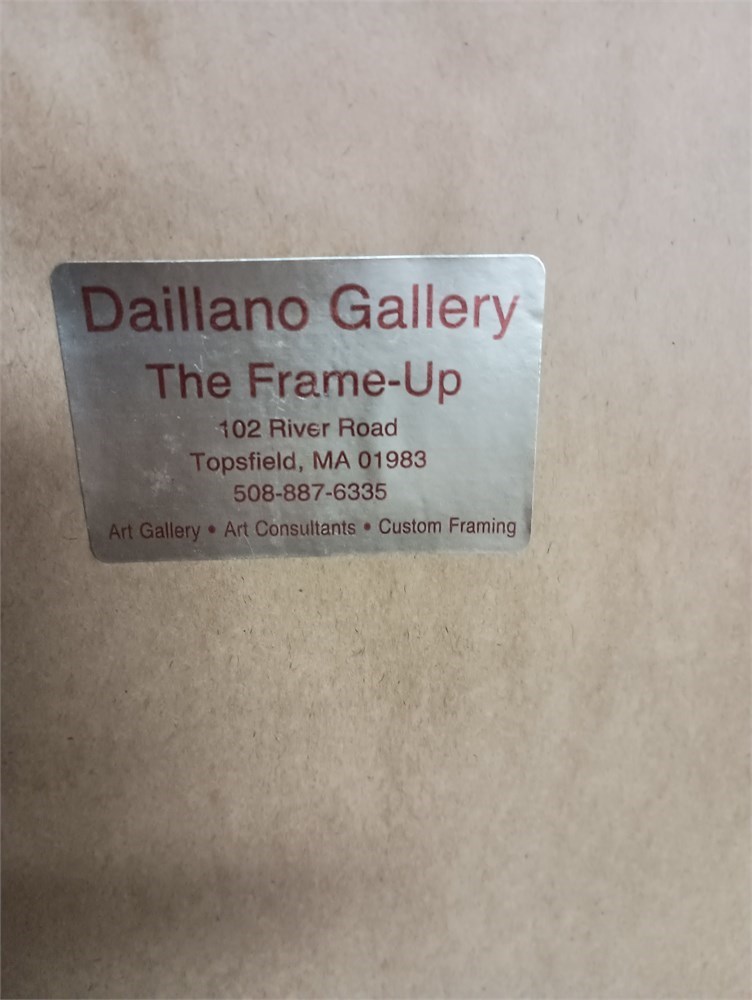 Daillano Gallery
The Frame-Up
102 River Road
Topsfield, MA 01983
508-887-6335
Art Gallery • Art Consultants • Custom Framing